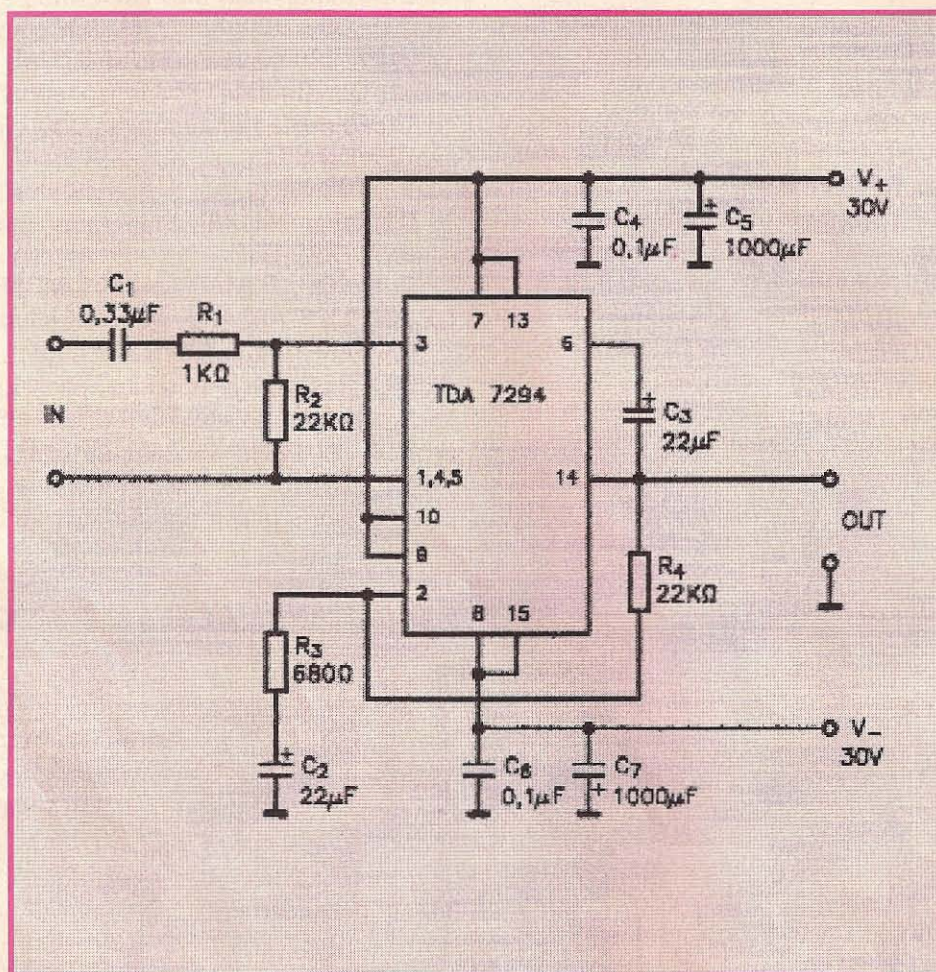 V+
30V
C4
0,1µF
C5
1000µF
C1
0,33µF
R1
1KΩ
7 13
3
6
TDA 7294
IN
R2
22KΩ
C3
22µF
1,4,5
14
10
OUT
9
2
R4
22KΩ
8 15
R3
680Ω
V-
30V
C2
22µF
C6
0,1µF
C7
1000µF